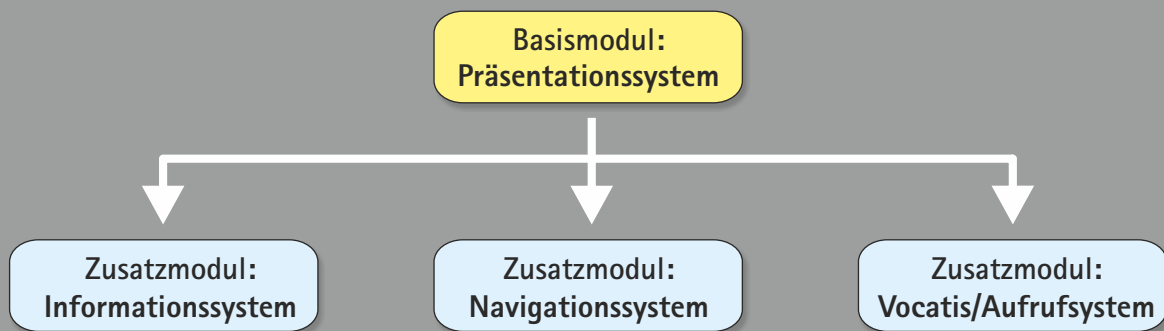 Basismodul:
Präsentationssystem
Zusatzmodul:
Informationssystem
Zusatzmodul:
Navigationssystem
Zusatzmodul:
Vocatis/Aufrufsystem